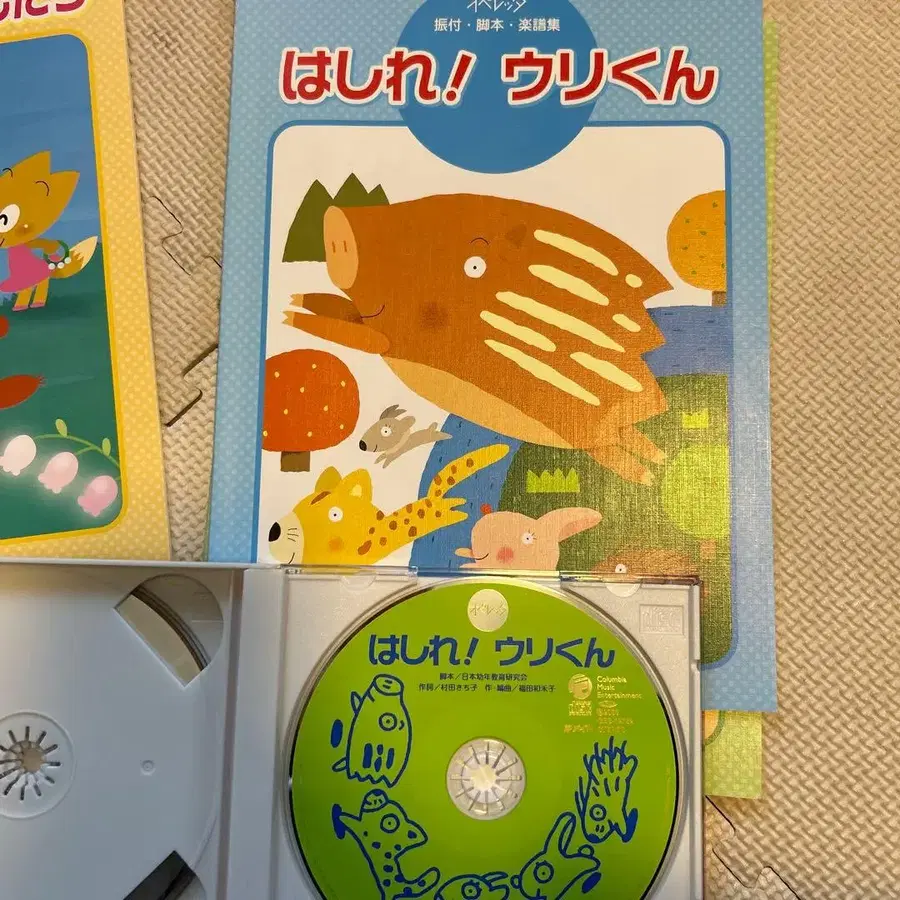 オペレッタ
振付・脚本・楽譜集
はしれ! ウリくん
オペレッタ
はしれ! ウリくん
脚本/日本幼年教育研究会
作詞/村田さち子 作・編曲/福田和禾子
Columbia
Music
Entertainment